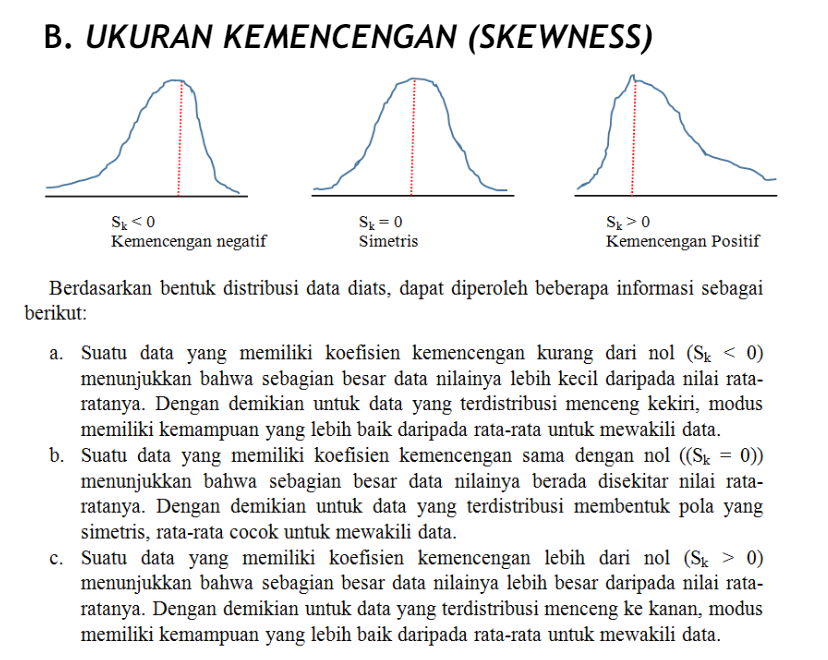 B. UKURAN KEMENCENGAN (SKEWNESS)
Sk < 0
Kemencengan negatif
Sk = 0
Simetris
Sk > 0
Kemencengan Positif
Berdasarkan bentuk distribusi data diats, dapat diperoleh beberapa informasi sebagai
berikut:
a. Suatu data yang memiliki koefisien kemencengan kurang dari nol (Sk < 0)
menunjukkan bahwa sebagian besar data nilainya lebih kecil daripada nilai rata-
ratanya. Dengan demikian untuk data yang terdistribusi menceng kekiri, modus
memiliki kemampuan yang lebih baik daripada rata-rata untuk mewakili data.
b. Suatu data yang memiliki koefisien kemencengan sama dengan nol ((Sk = 0))
menunjukkan bahwa sebagian besar data nilainya berada disekitar nilai rata-
ratanya. Dengan demikian untuk data yang terdistribusi membentuk pola yang
simetris, rata-rata cocok untuk mewakili data.
c. Suatu data yang memiliki koefisien kemencengan lebih dari nol (Sk > 0)
menunjukkan bahwa sebagian besar data nilainya lebih besar daripada nilai rata-
ratanya. Dengan demikian untuk data yang terdistribusi menceng ke kanan, modus
memiliki kemampuan yang lebih baik daripada rata-rata untuk mewakili data.